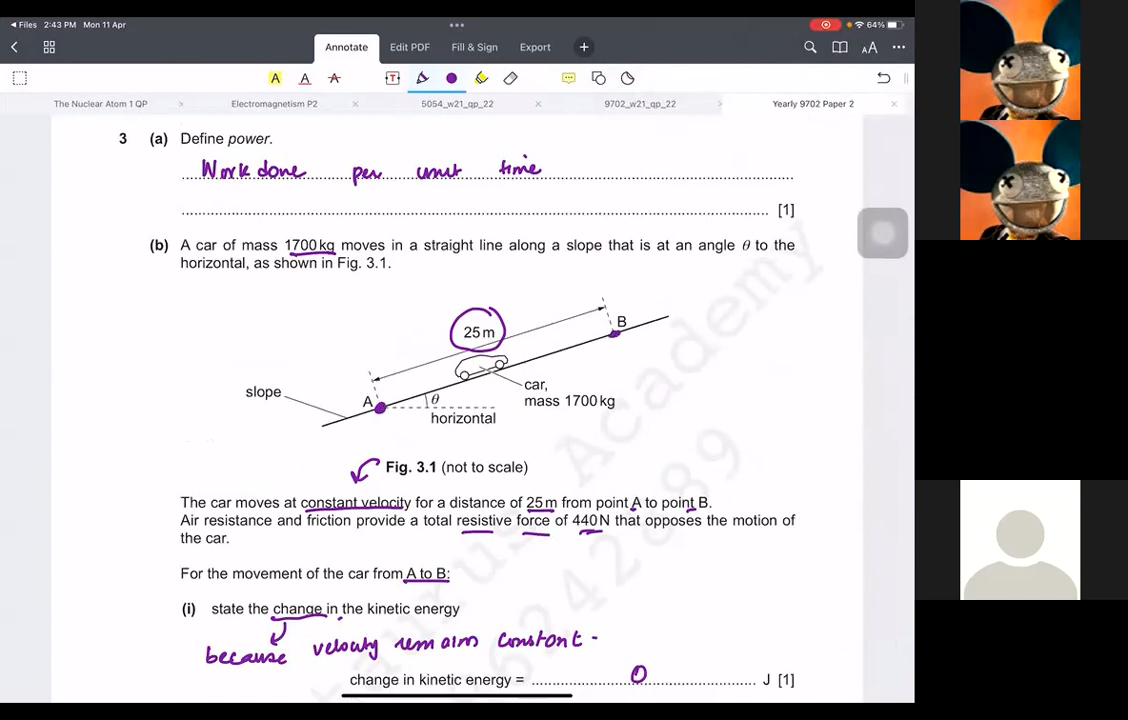 Files 2:43 PM Mon 11 Apr
64%
Annotate Edit PDF Fill & Sign Export
The Nuclear Atom 1 QP Electromagnetism P2 5054_w21_qp_22 9702_w21_qp_22 Yearly 9702 Paper 2
3 (a) Define power.
Work done per unit time
[1]
(b) A car of mass 1700 kg moves in a straight line along a slope that is at an angle θ to the
horizontal, as shown in Fig. 3.1.
25 m
B
slope
A
θ
horizontal
car,
mass 1700 kg
Fig. 3.1 (not to scale)
The car moves at constant velocity for a distance of 25 m from point A to point B.
Air resistance and friction provide a total resistive force of 440 N that opposes the motion of
the car.
For the movement of the car from A to B:
(i) state the change in the kinetic energy
because velocity remains constant -
change in kinetic energy = 0 J [1]